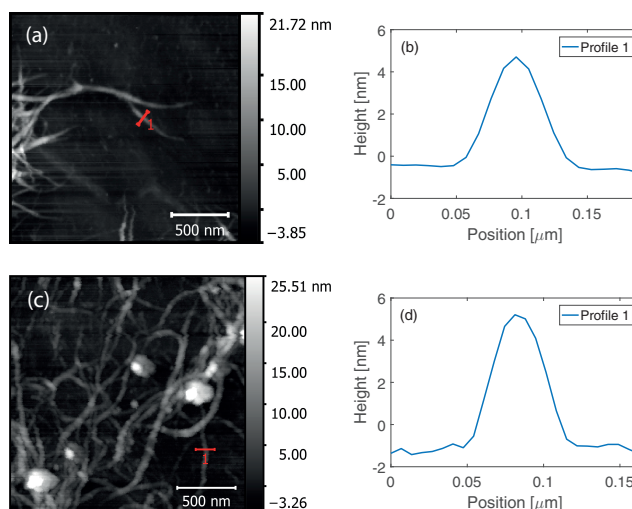 (a)
21.72 nm
15.00
10.00
5.00
−3.85
1
500 nm
(b)
Profile 1
6
4
2
0
-2
Height [nm]
0
0.05
0.1
0.15
Position [μm]
(c)
25.51 nm
20.00
15.00
10.00
5.00
−3.26
1
500 nm
(d)
Profile 1
6
4
2
0
-2
Height [nm]
0
0.05
0.1
0.15
Position [μm]